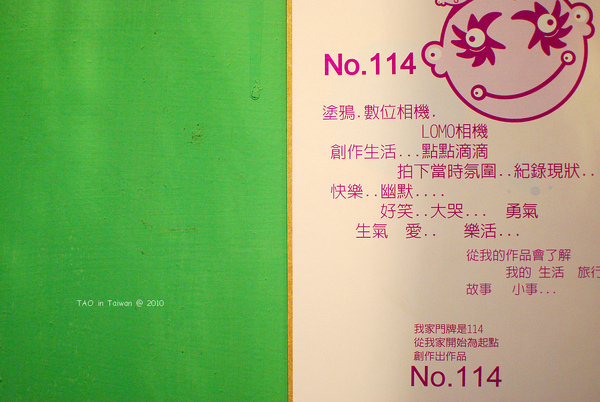 No.114
塗鴉.數位相機.
LOMO相機
創作生活...點點滴滴
拍下當時氛圍..紀錄現狀..
快樂..幽默....
好笑..大哭... 勇氣
生氣 愛.. 樂活...
從我的作品會了解
我的 生活 旅行
故事 小事...
我家門牌是114
從我家開始為起點
創作出作品
No.114
TAO in Taiwan @ 2010